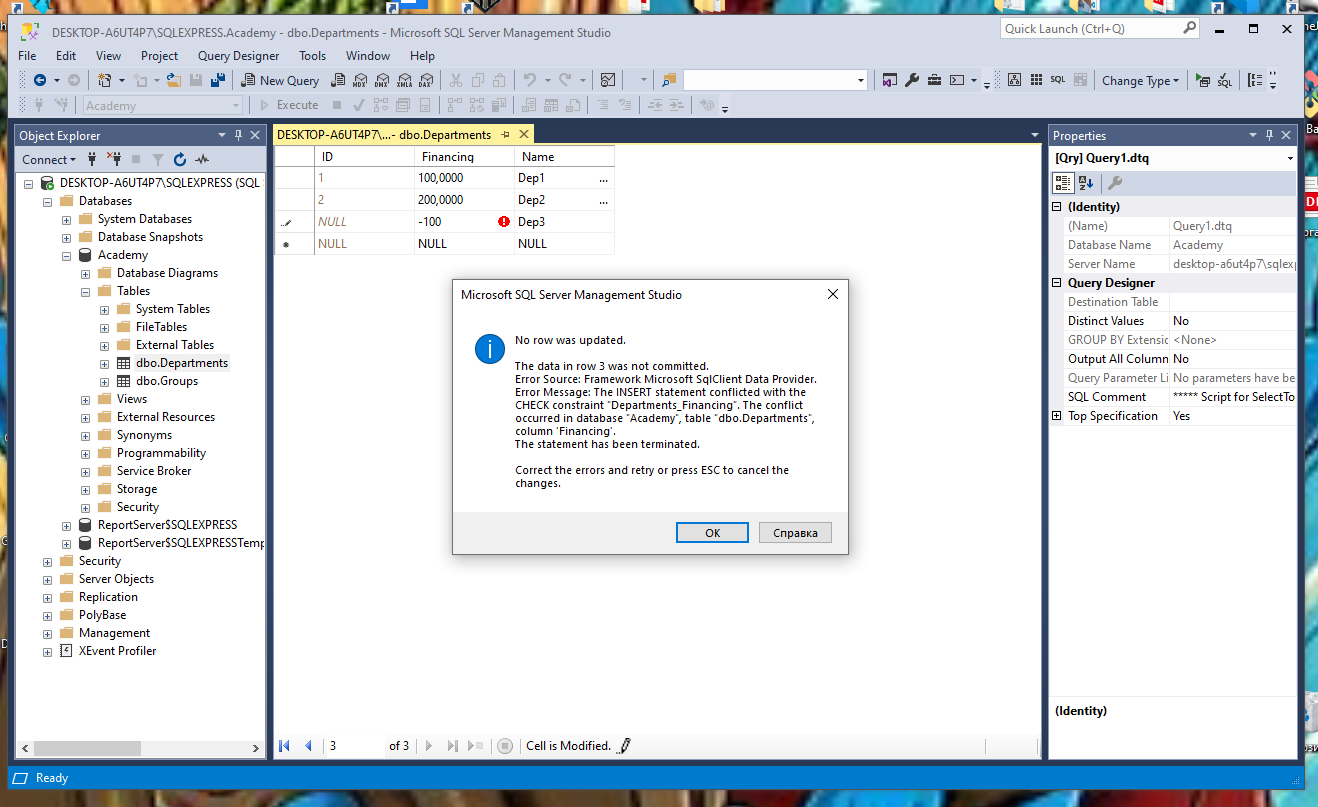 DESKTOP-A6UT4P7\SQLEXPRESS.Academy - dbo.Departments - Microsoft SQL Server Management Studio
Quick Launch (Ctrl+Q)
File Edit View Project Query Designer Tools Window Help
New Query MDX DMX XMLA DAX SQL Change Type SQL
Academy Execute
Object Explorer
Connect
DESKTOP-A6UT4P7\SQLEXPRESS (SQL
Databases
System Databases
Database Snapshots
Academy
Database Diagrams
Tables
System Tables
FileTables
External Tables
dbo.Departments
dbo.Groups
Views
External Resources
Synonyms
Programmability
Service Broker
Storage
Security
ReportServer$SQLEXPRESS
ReportServer$SQLEXPRESSTemp
Security
Server Objects
Replication
PolyBase
Management
XEvent Profiler
DESKTOP-A6UT4P7\...- dbo.Departments
ID Financing Name
1 100,0000 Dep1 ...
2 200,0000 Dep2 ...
NULL -100 Dep3
NULL NULL NULL
Microsoft SQL Server Management Studio
No row was updated.
The data in row 3 was not committed.
Error Source: Framework Microsoft SqlClient Data Provider.
Error Message: The INSERT statement conflicted with the
CHECK constraint "Departments_Financing". The conflict
occurred in database "Academy", table "dbo.Departments",
column 'Financing'.
The statement has been terminated.
Correct the errors and retry or press ESC to cancel the
changes.
OK Справка
3 of 3 Cell is Modified.
Properties
[Qry] Query1.dtq
(Identity)
(Name) Query1.dtq
Database Name Academy
Server Name desktop-a6ut4p7\sqlexp
Query Designer
Destination Table
Distinct Values No
GROUP BY Extensic <None>
Output All Column No
Query Parameter Li No parameters have be
SQL Comment ***** Script for SelectTo
Top Specification Yes
(Identity)
Ready